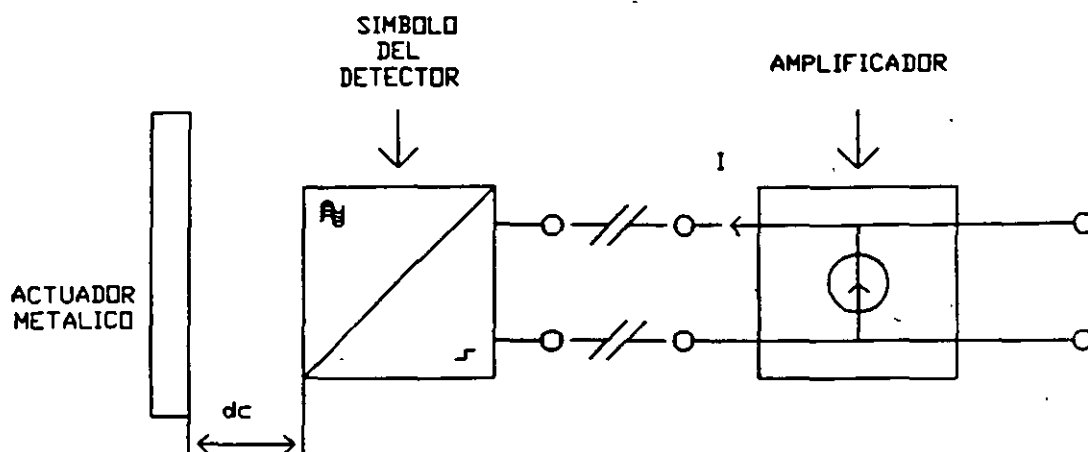 SIMBOLO
DEL
DETECTOR
AMPLIFICADOR
I
ACTUADOR
METALICO
dc